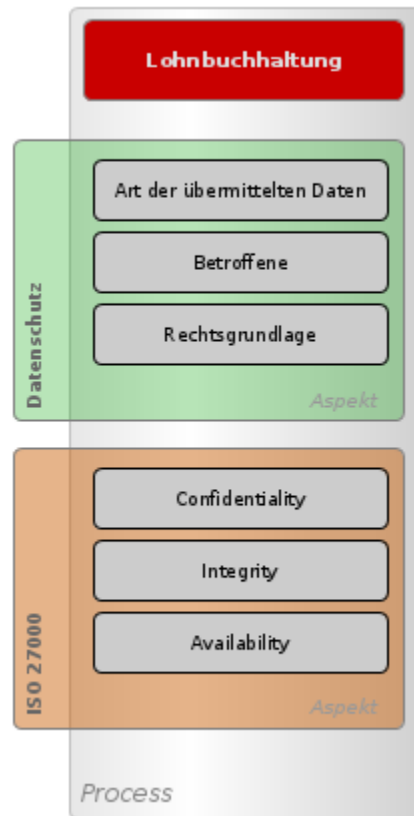 Lohnbuchhaltung
Datenschutz
Art der übermittelten Daten
Betroffene
Rechtsgrundlage
Aspekt
ISO 27000
Confidentiality
Integrity
Availability
Aspekt
Process